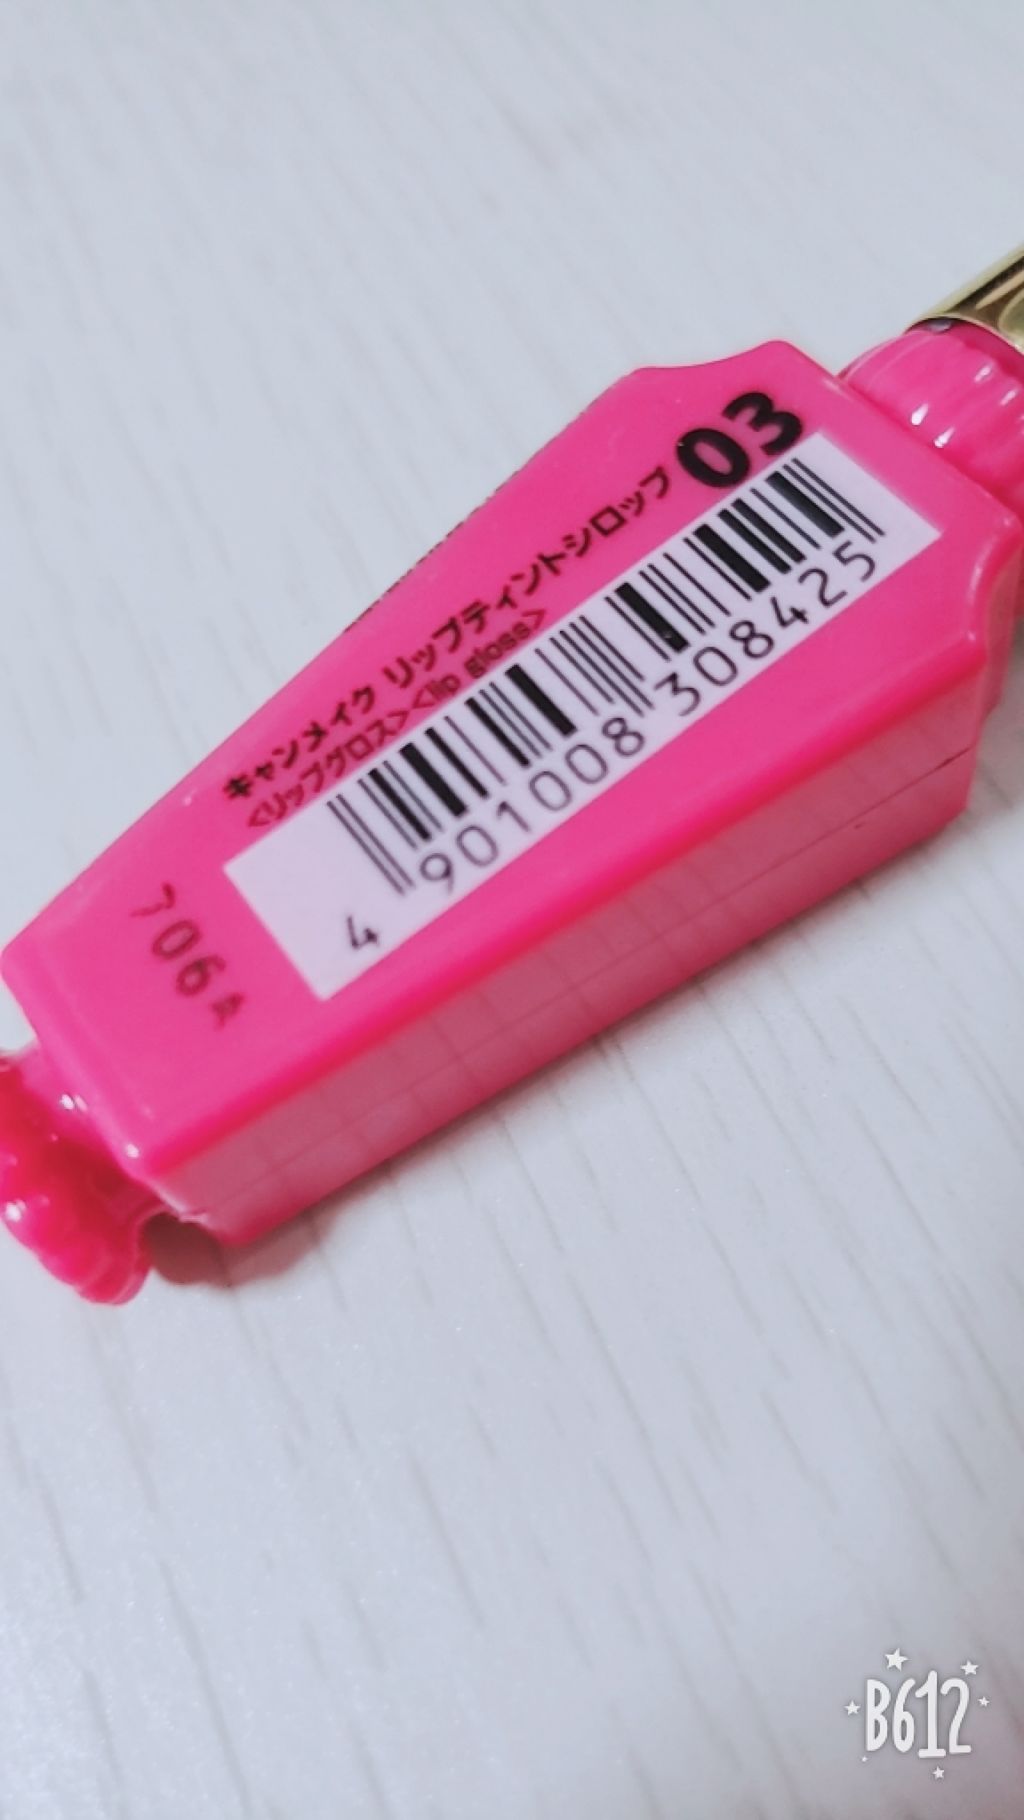 キャンメイク リップティントシロップ 03
<リップグロス><lip gloss>
4 901008 308425
706
B612